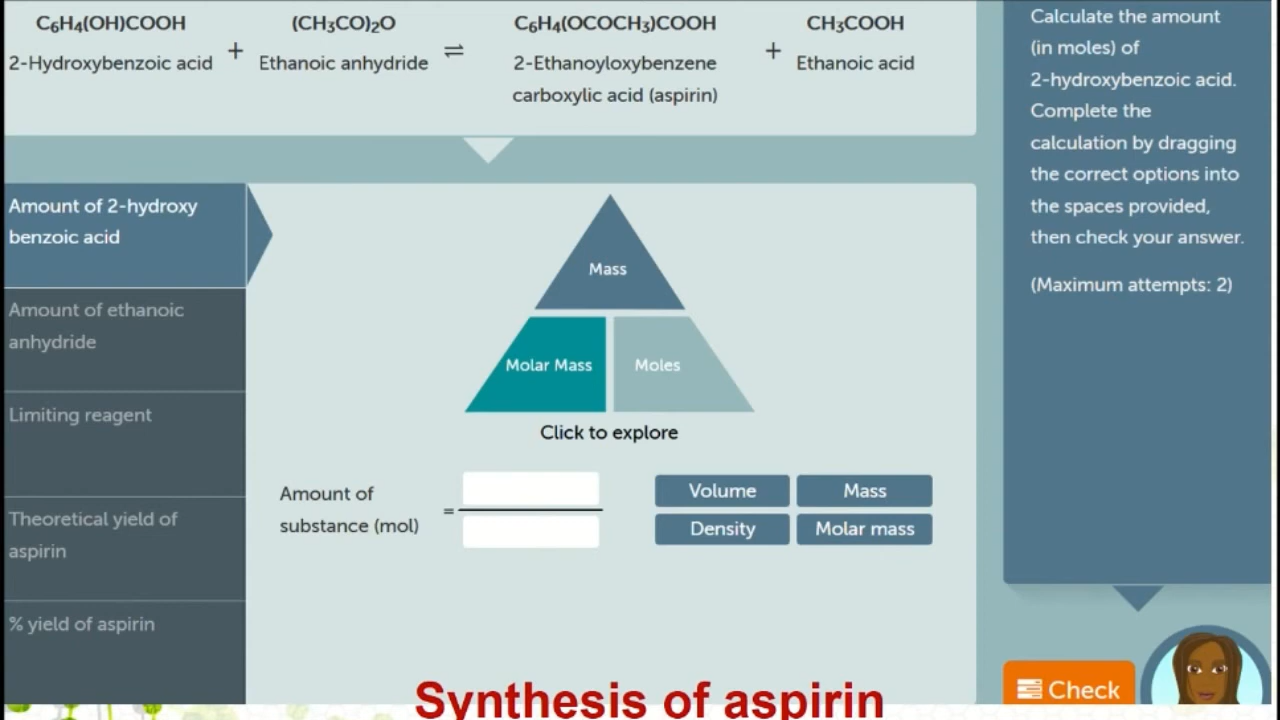 C₆H₄(OH)COOH
+
(CH₃CO)₂O
⇌
C₆H₄(OCOCH₃)COOH
+
CH₃COOH
2-Hydroxybenzoic acid
Ethanoic anhydride
2-Ethanoyloxybenzene
carboxylic acid (aspirin)
Ethanoic acid
Calculate the amount
(in moles) of
2-hydroxybenzoic acid.
Complete the
calculation by dragging
the correct options into
the spaces provided,
then check your answer.
(Maximum attempts: 2)
Amount of 2-hydroxy
benzoic acid
Amount of ethanoic
anhydride
Limiting reagent
Theoretical yield of
aspirin
% yield of aspirin
Mass
Molar Mass
Moles
Click to explore
Amount of
substance (mol)
=
Volume
Mass
Density
Molar mass
Check
Synthesis of aspirin